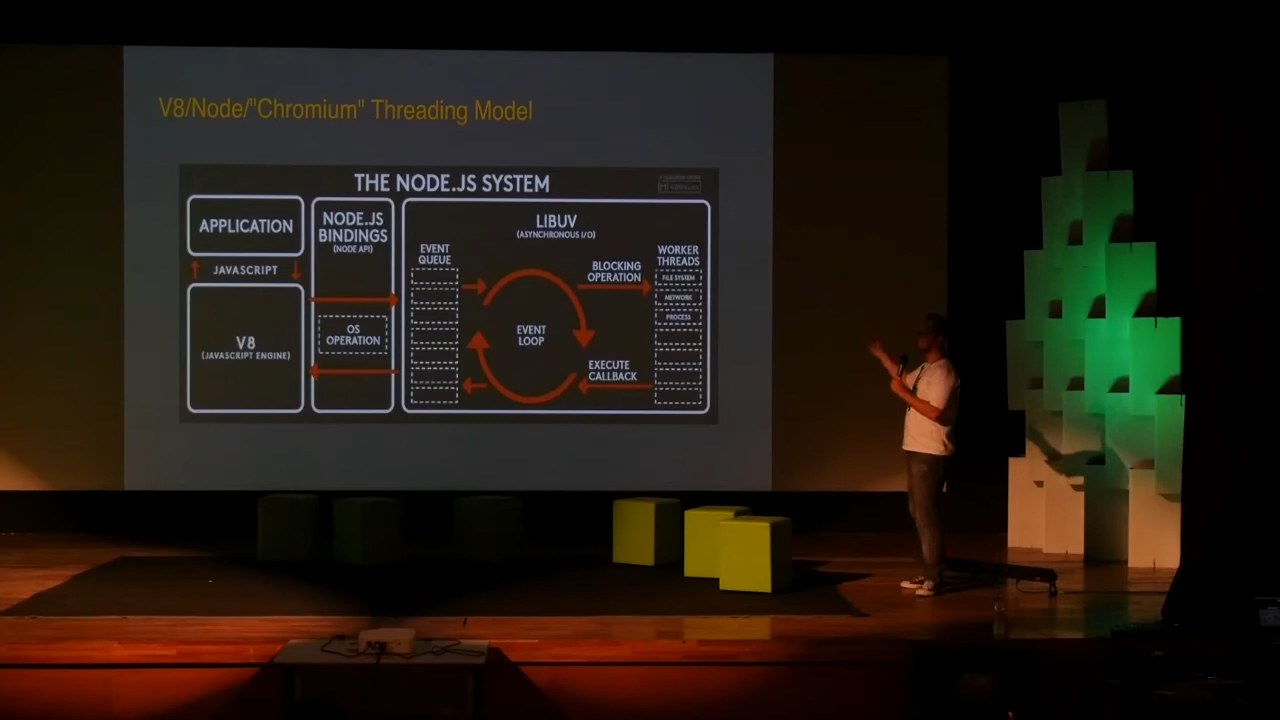 V8/Node/"Chromium" Threading Model
THE NODE.JS SYSTEM
APPLICATION
JAVASCRIPT
V8
(JAVASCRIPT ENGINE)
NODE.JS
BINDINGS
(NODE API)
OS
OPERATION
LIBUV
(ASYNCHRONOUS I/O)
EVENT
QUEUE
EVENT
LOOP
BLOCKING
OPERATION
EXECUTE
CALLBACK
WORKER
THREADS
FILE SYSTEM
NETWORK
PROCESS